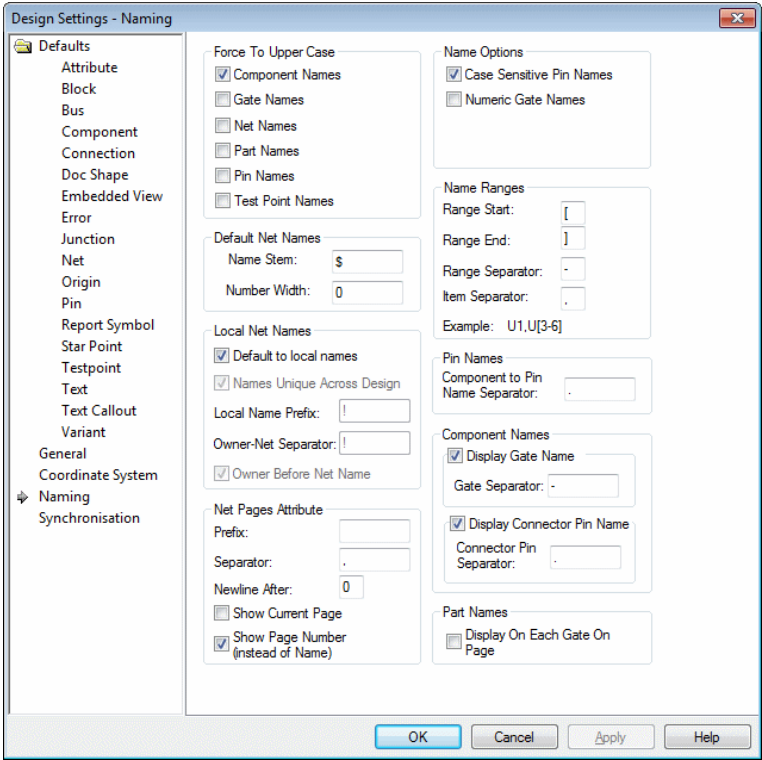 Design Settings - Naming
Defaults
Attribute
Block
Bus
Component
Connection
Doc Shape
Embedded View
Error
Junction
Net
Origin
Pin
Report Symbol
Star Point
Testpoint
Text
Text Callout
Variant
General
Coordinate System
Naming
Synchronisation
Force To Upper Case
Component Names
Gate Names
Net Names
Part Names
Pin Names
Test Point Names
Default Net Names
Name Stem: $
Number Width: 0
Local Net Names
Default to local names
Names Unique Across Design
Local Name Prefix: !
Owner-Net Separator: !
Owner Before Net Name
Net Pages Attribute
Prefix:
Separator: ,
Newline After: 0
Show Current Page
Show Page Number
(instead of Name)
Name Options
Case Sensitive Pin Names
Numeric Gate Names
Name Ranges
Range Start: [
Range End: ]
Range Separator: -
Item Separator: ,
Example: U1,U[3-6]
Pin Names
Component to Pin
Name Separator: .
Component Names
Display Gate Name
Gate Separator: -
Display Connector Pin Name
Connector Pin
Separator: .
Part Names
Display On Each Gate On
Page
OK
Cancel
Apply
Help